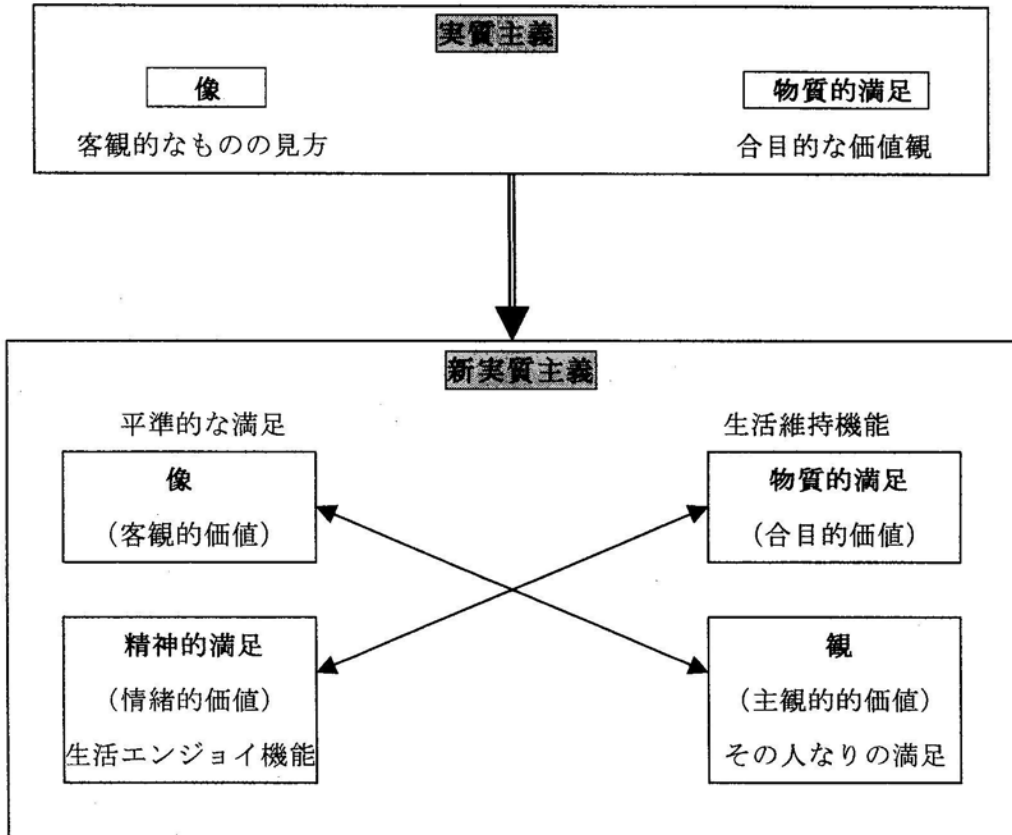 実質主義
像
物質的満足
客観的なものの見方
合目的な価値観
新実質主義
平準的な満足
生活維持機能
像
(客観的価値)
物質的満足
(合目的価値)
精神的満足
(情緒的価値)
生活エンジョイ機能
観
(主観的的価値)
その人なりの満足